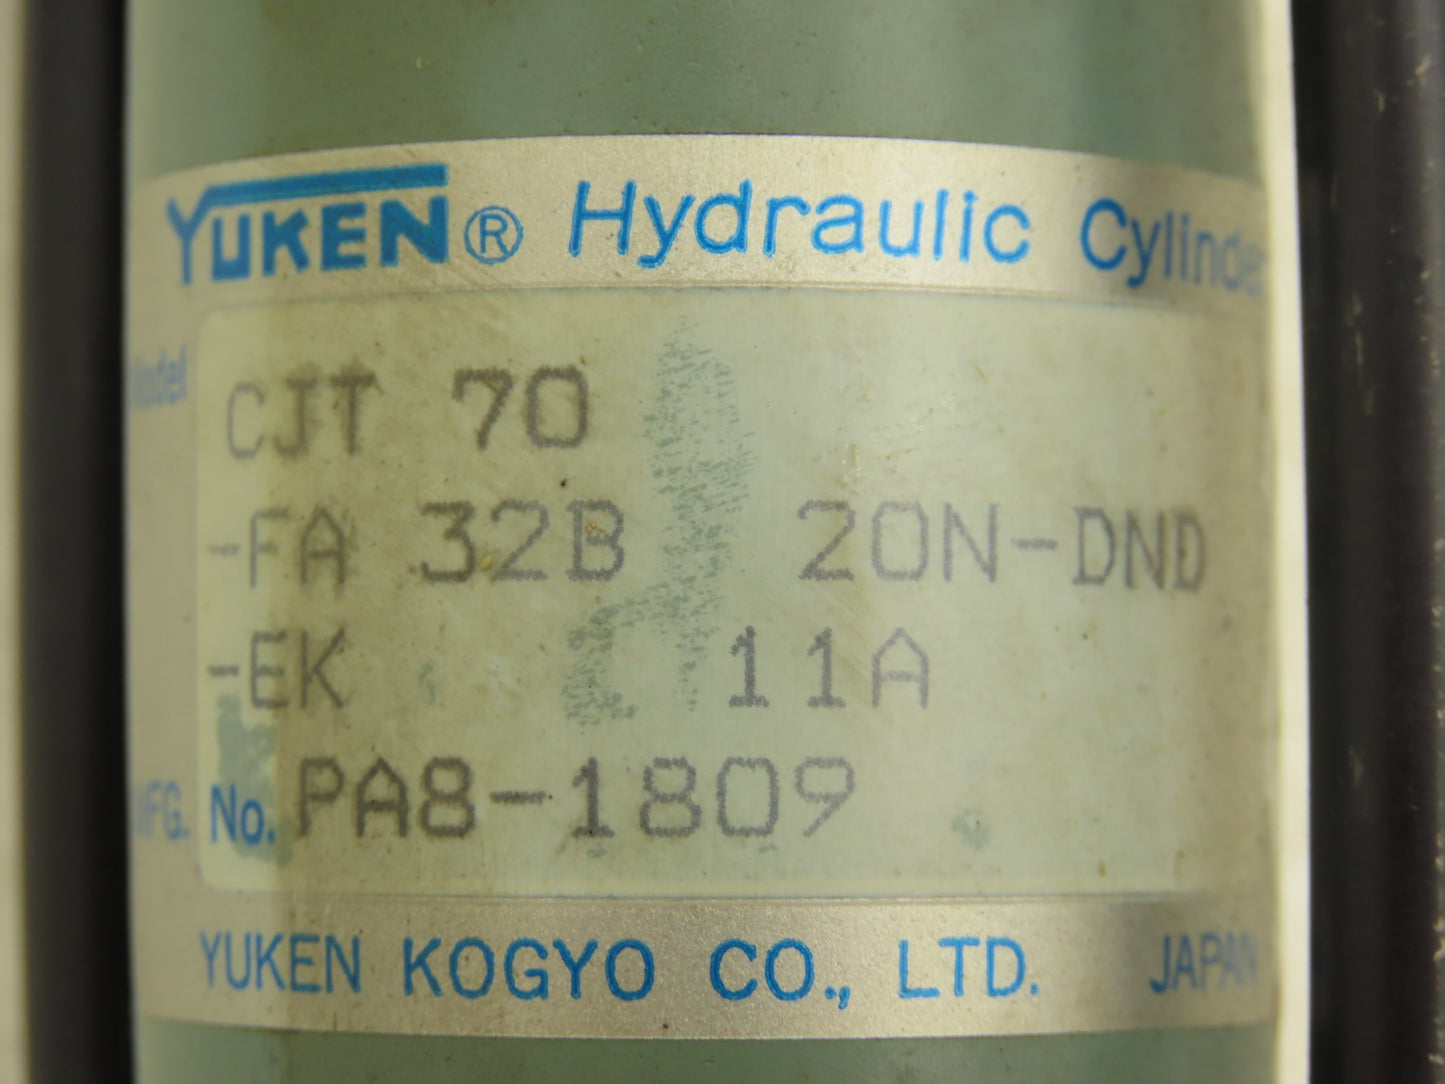 YUKEN® Hydraulic Cylinder
Model CJT 70
-FA 32B 20N-DND
-EK 11A
MFG. No. PA8-1809
YUKEN KOGYO CO., LTD. JAPAN